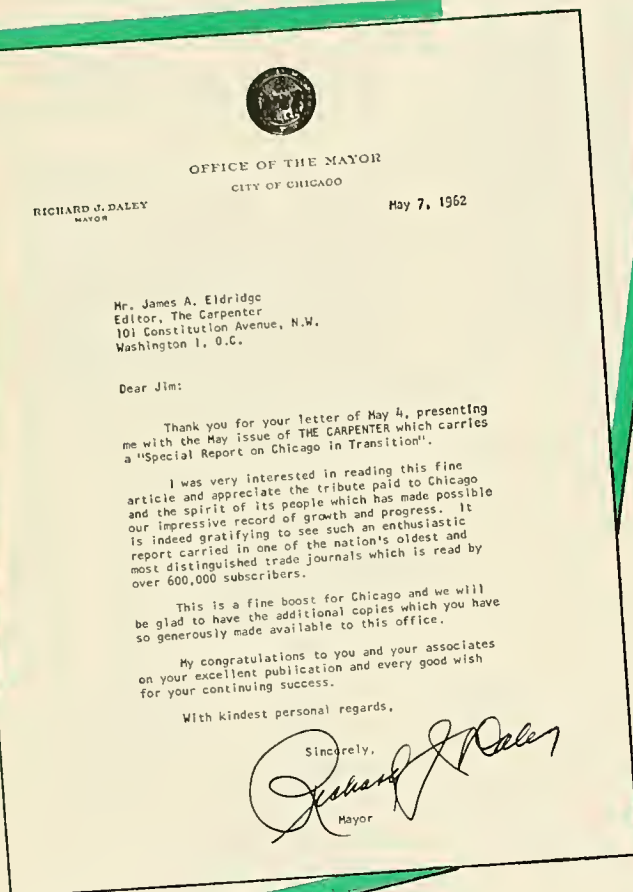 OFFICE OF THE MAYOR
CITY OF CHICAGO
RICHARD J. DALEY
MAYOR
May 7, 1962
Mr. James A. Eldridge
Editor, The Carpenter
101 Constitution Avenue, N.W.
Washington 1, D.C.
Dear Jim:
Thank you for your letter of May 4, presenting
me with the May issue of THE CARPENTER which carries
a "Special Report on Chicago in Transition".
I was very interested in reading this fine
article and appreciate the tribute paid to Chicago
and the spirit of its people which has made possible
our impressive record of growth and progress. It
is indeed gratifying to see such an enthusiastic
report carried in one of the nation's oldest and
most distinguished trade journals which is read by
over 600,000 subscribers.
This is a fine boost for Chicago and we will
be glad to have the additional copies which you have
so generously made available to this office.
My congratulations to you and your associates
on your excellent publication and every good wish
for your continuing success.
With kindest personal regards,
Sincerely,
Richard J Daley
Mayor